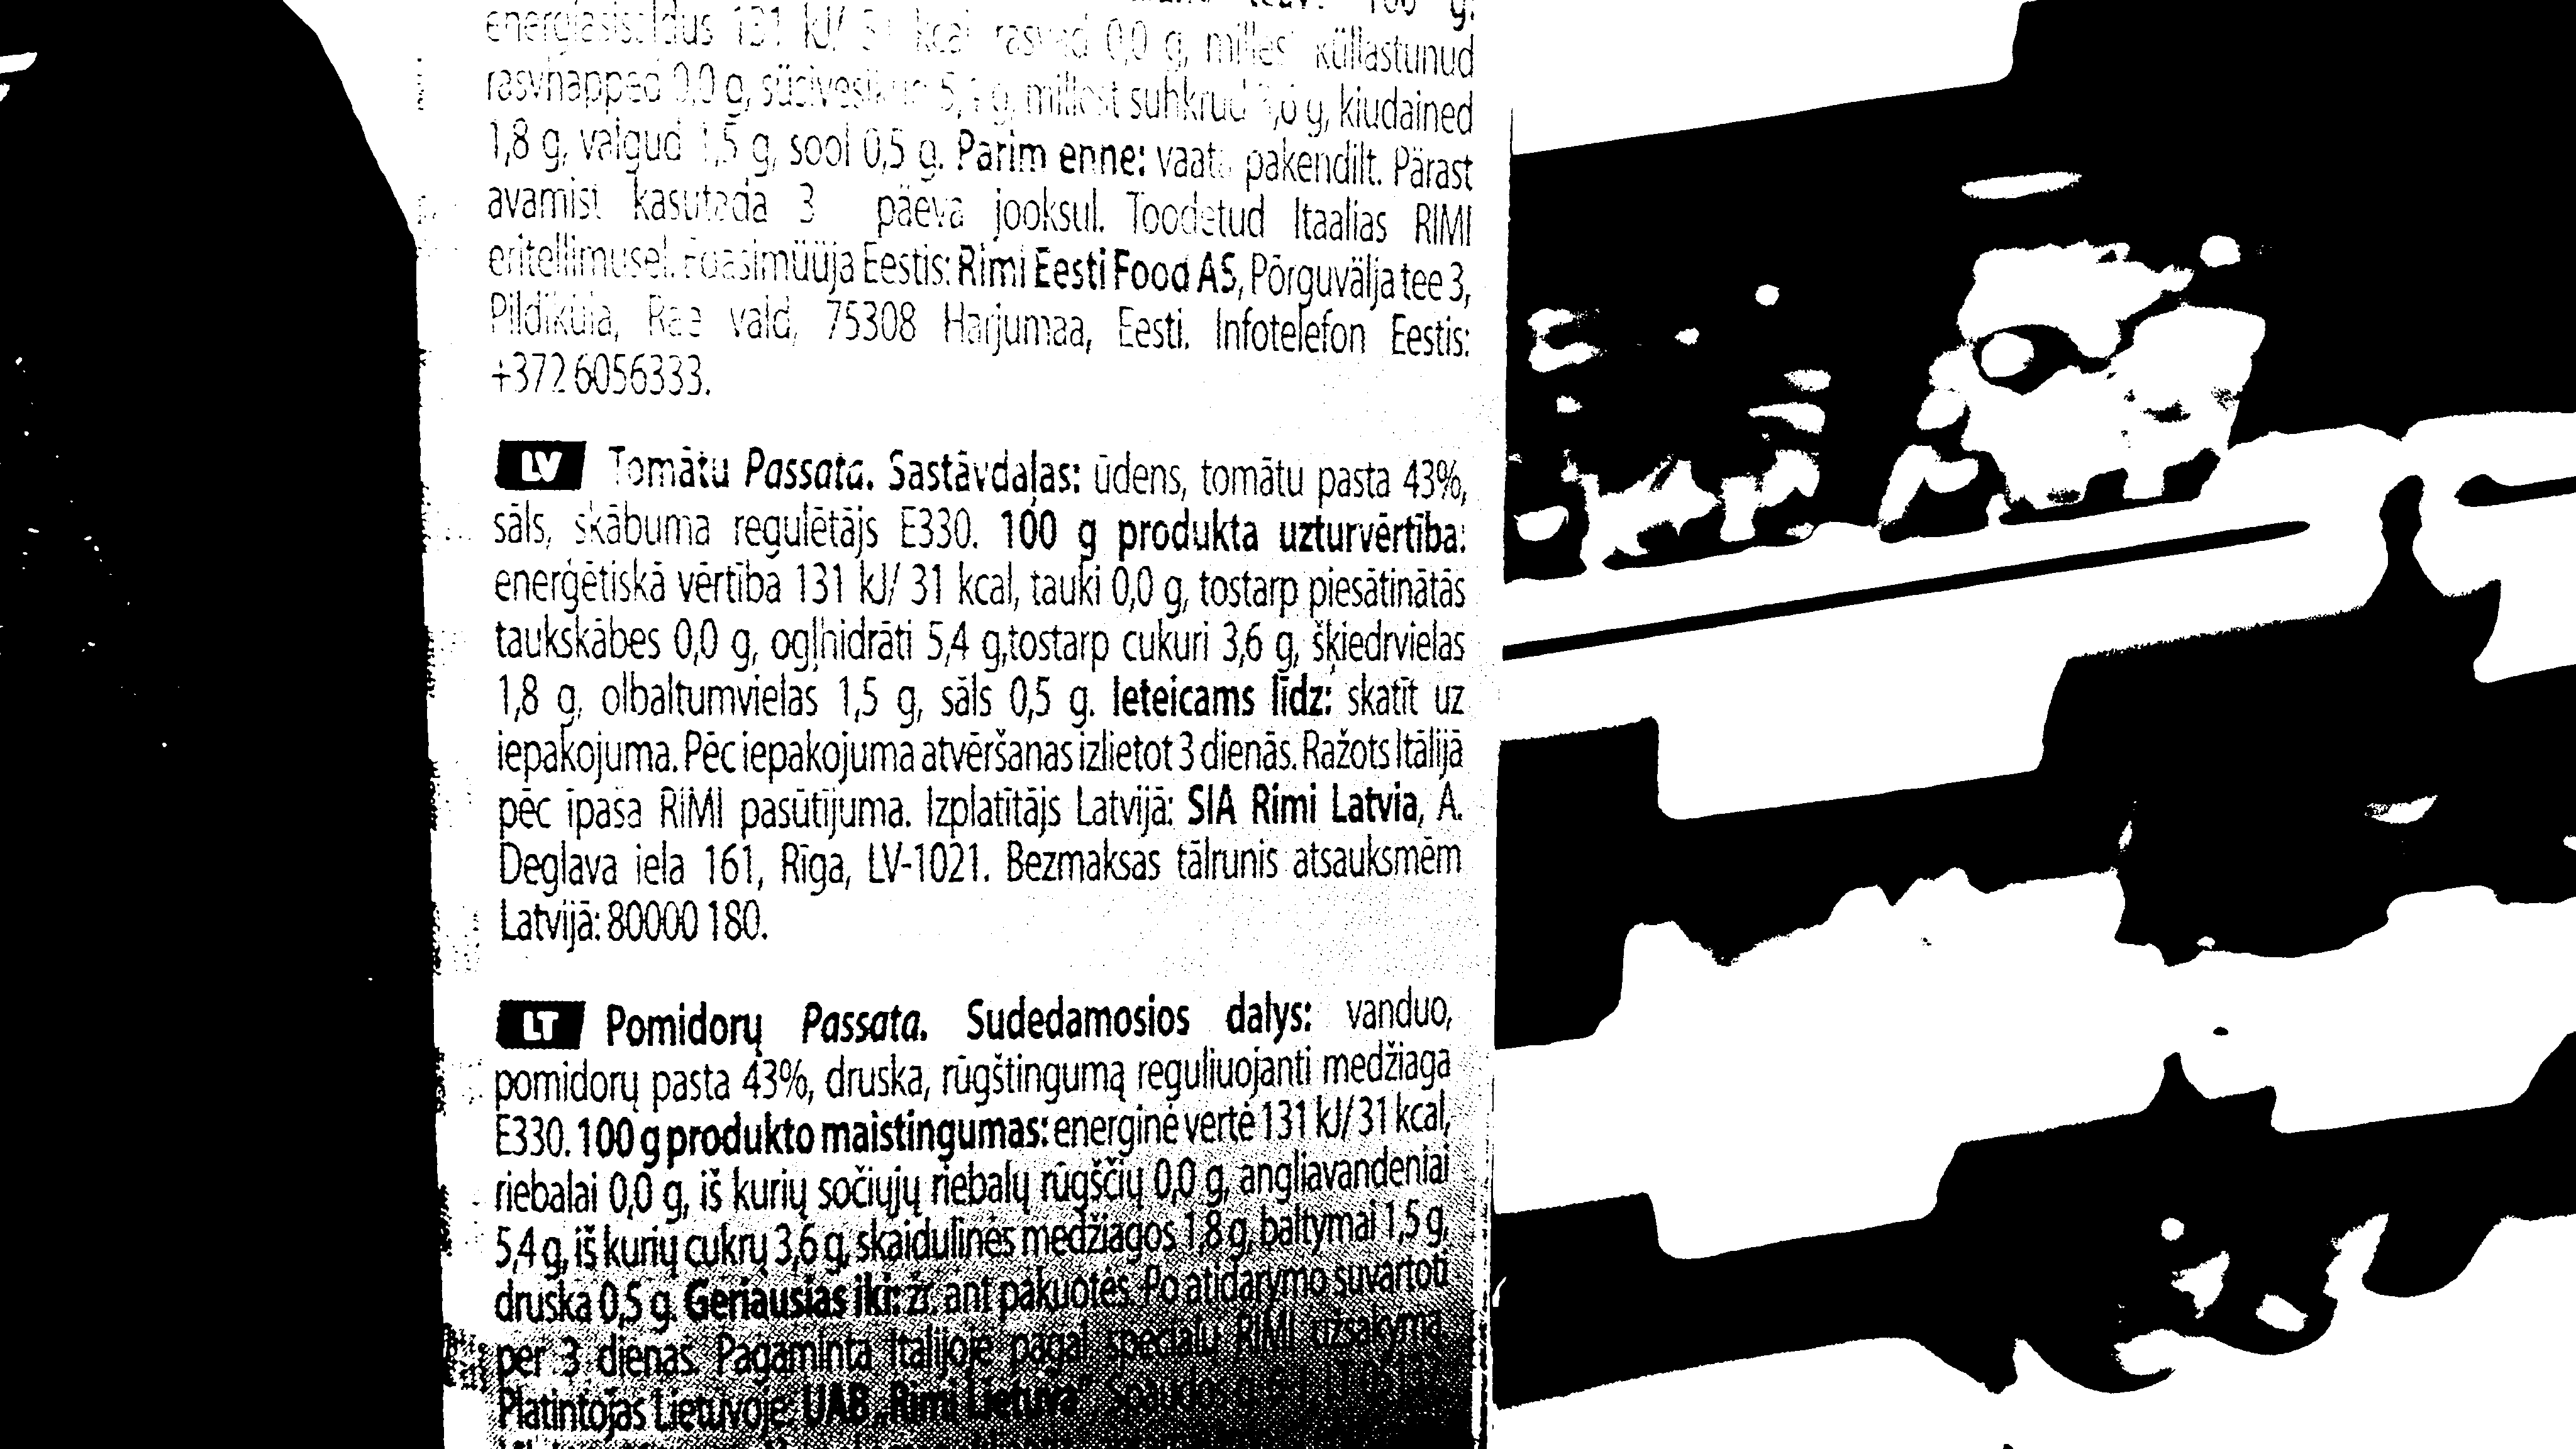 100 g:
energiasisaldus 131 kJ/ 31 kcal, rasvad 0,0 g, millest küllastunud
rasvhapped 0,0 g, süsivesikud 5,4 g, millest suhkrud 3,6 g, kiudained
1,8 g, valgud 1,5 g, sool 0,5 g. Parim enne: vaata pakendilt. Pärast
avamist kasutada 3 päeva jooksul. Toodetud Itaalias RIMI
eritellimusel. Edasimüüja Eestis: Rimi Eesti Food AS, Põrguvälja tee 3,
Pildiküla, Rae vald, 75308 Harjumaa, Eesti. Infotelefon Eestis:
+372 6056333.
LV Tomātu Passata. Sastāvdaļas: ūdens, tomātu pasta 43%,
sāls, skābuma regulētājs E330. 100 g produkta uzturvērtība:
enerģētiskā vērtība 131 kJ/ 31 kcal, tauki 0,0 g, tostarp piesātinātās
taukskābes 0,0 g, ogļhidrāti 5,4 g,tostarp cukuri 3,6 g, šķiedrvielas
1,8 g, olbaltumvielas 1,5 g, sāls 0,5 g. Ieteicams līdz: skatīt uz
iepakojuma. Pēc iepakojuma atvēršanas izlietot 3 dienās. Ražots Itālijā
pēc īpaša RIMI pasūtījuma. Izplatītājs Latvijā: SIA Rimi Latvia, A.
Deglava iela 161, Rīga, LV-1021. Bezmaksas tālrunis atsauksmēm
Latvijā: 80000 180.
LT Pomidorų Passata. Sudedamosios dalys: vanduo,
pomidorų pasta 43%, druska, rūgštingumą reguliuojanti medžiaga
E330. 100 g produkto maistingumas: energinė vertė 131 kJ/ 31 kcal,
riebalai 0,0 g, iš kurių sočiųjų riebalų rūgščių 0,0 g, angliavandeniai
5,4 g, iš kurių cukrų 3,6 g, skaidulinės medžiagos 1,8 g, baltymai 1,5 g,
druska 0,5 g. Geriausias iki: žr. ant pakuotės. Po atidarymo suvartoti
per 3 dienas. Pagaminta Italijoje pagal specialų RIMI užsakymą.
Platintojas Lietuvoje: UAB „Rimi Lietuva“ Spaudos g.